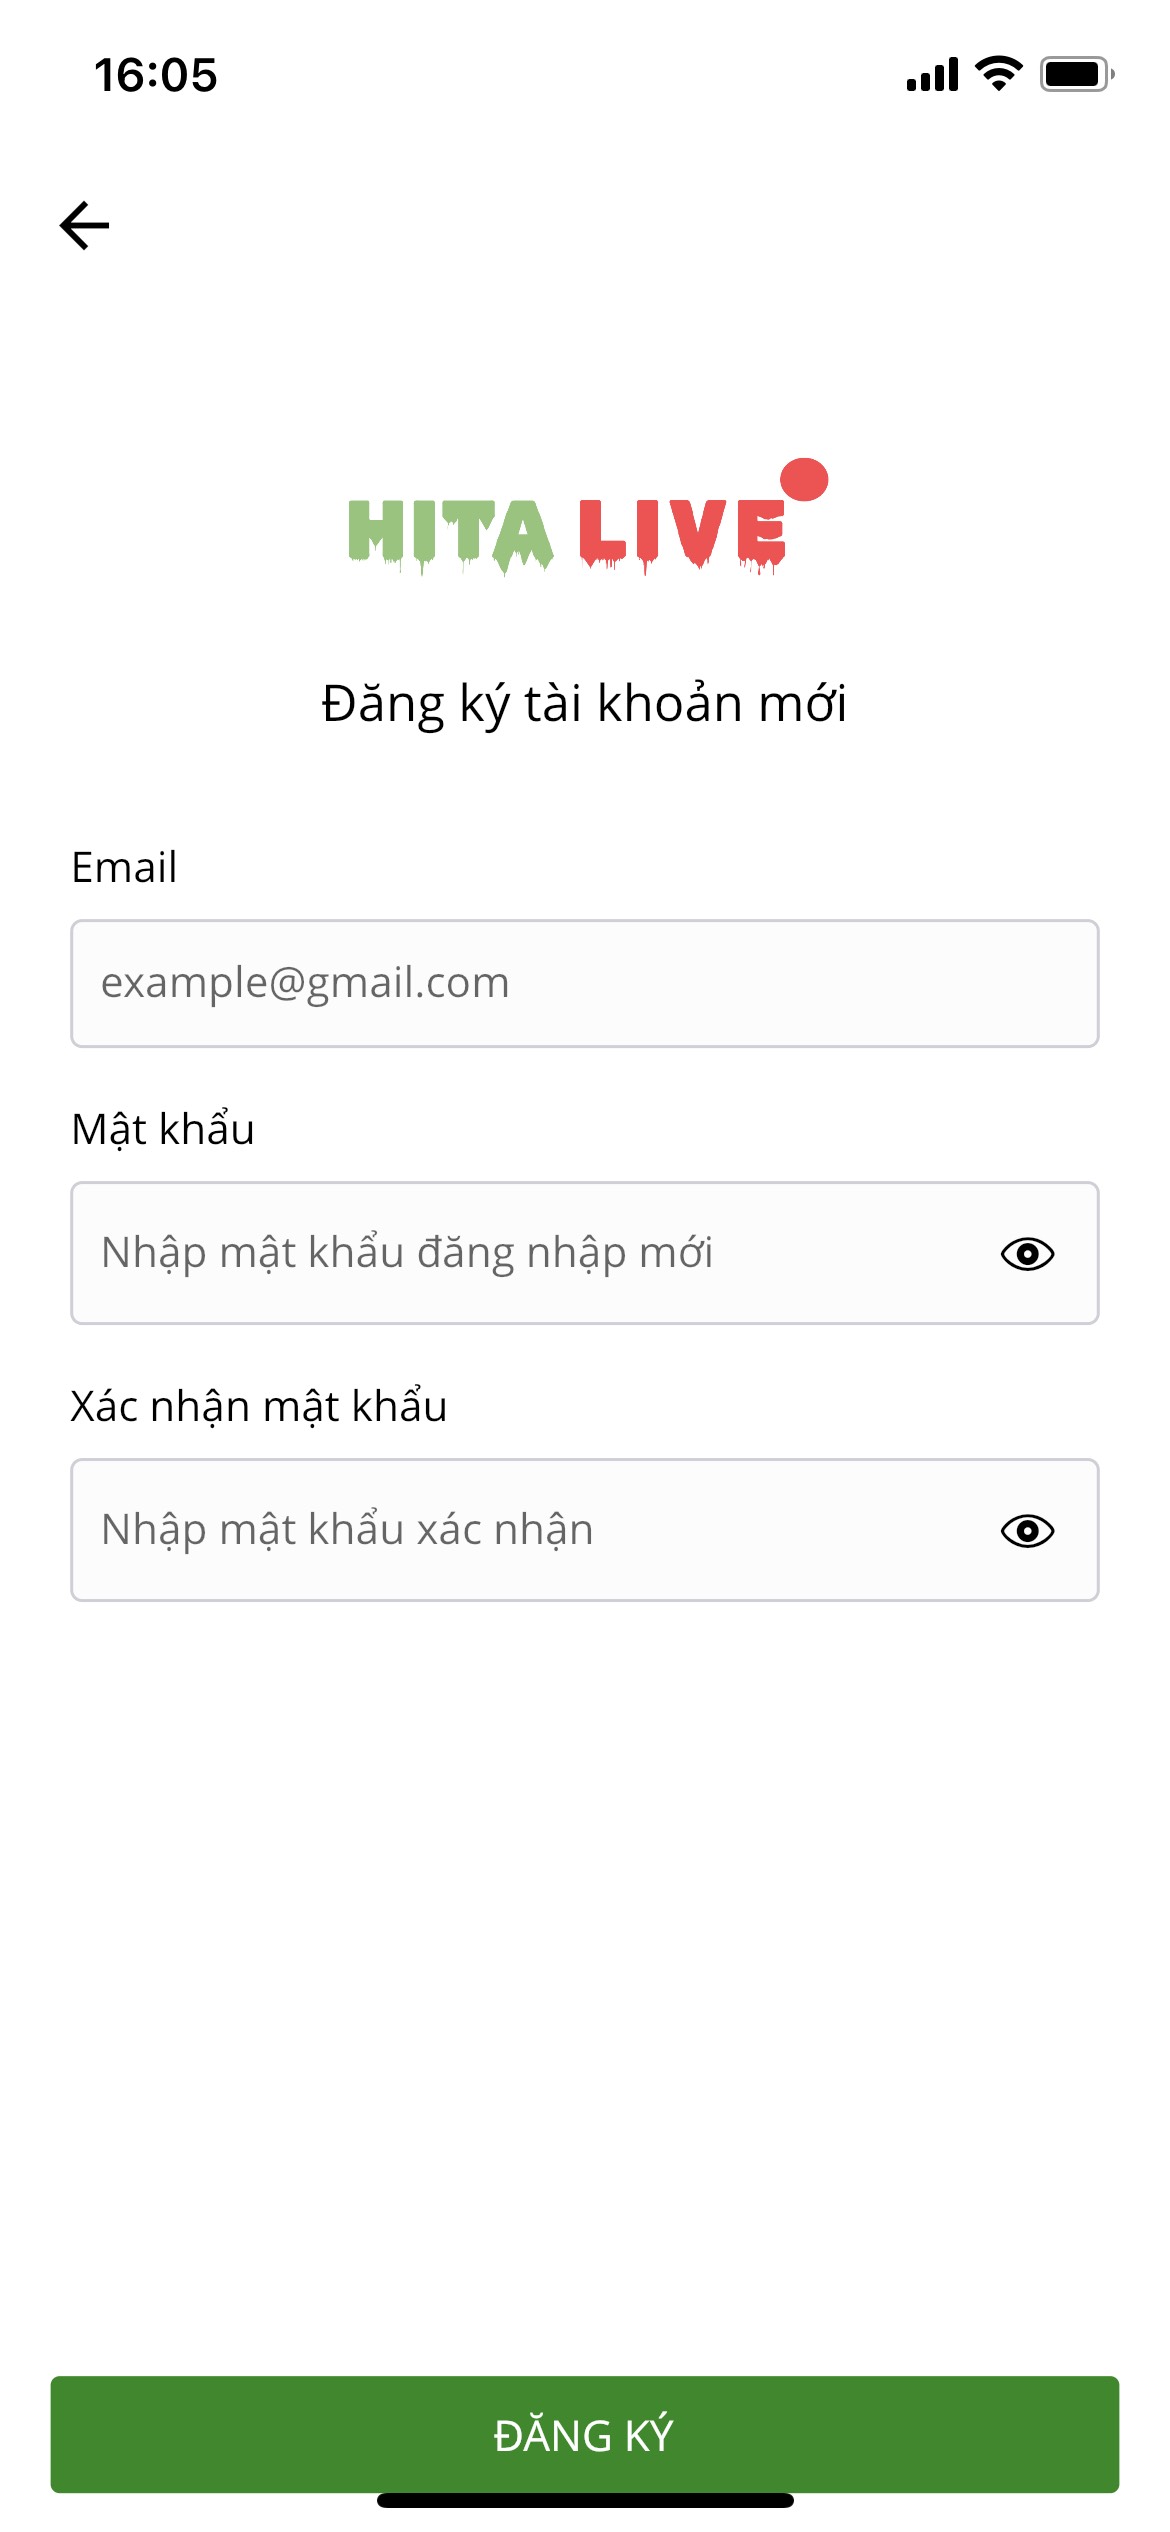 16:05
HITA LIVE
Đăng ký tài khoản mới
Email
example@gmail.com
Mật khẩu
Nhập mật khẩu đăng nhập mới
Xác nhận mật khẩu
Nhập mật khẩu xác nhận
ĐĂNG KÝ